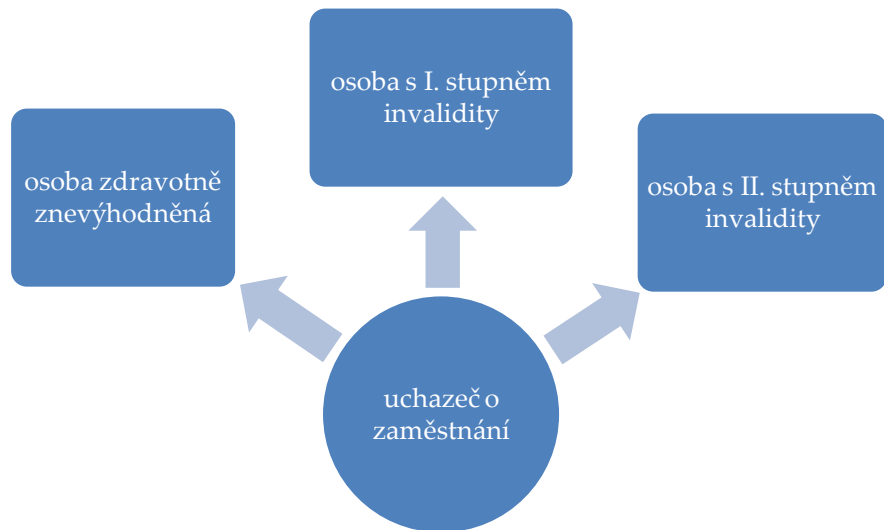 osoba s I. stupněm
invalidity
osoba zdravotně
znevýhodněná
osoba s II. stupněm
invalidity
uchazeč o
zaměstnání